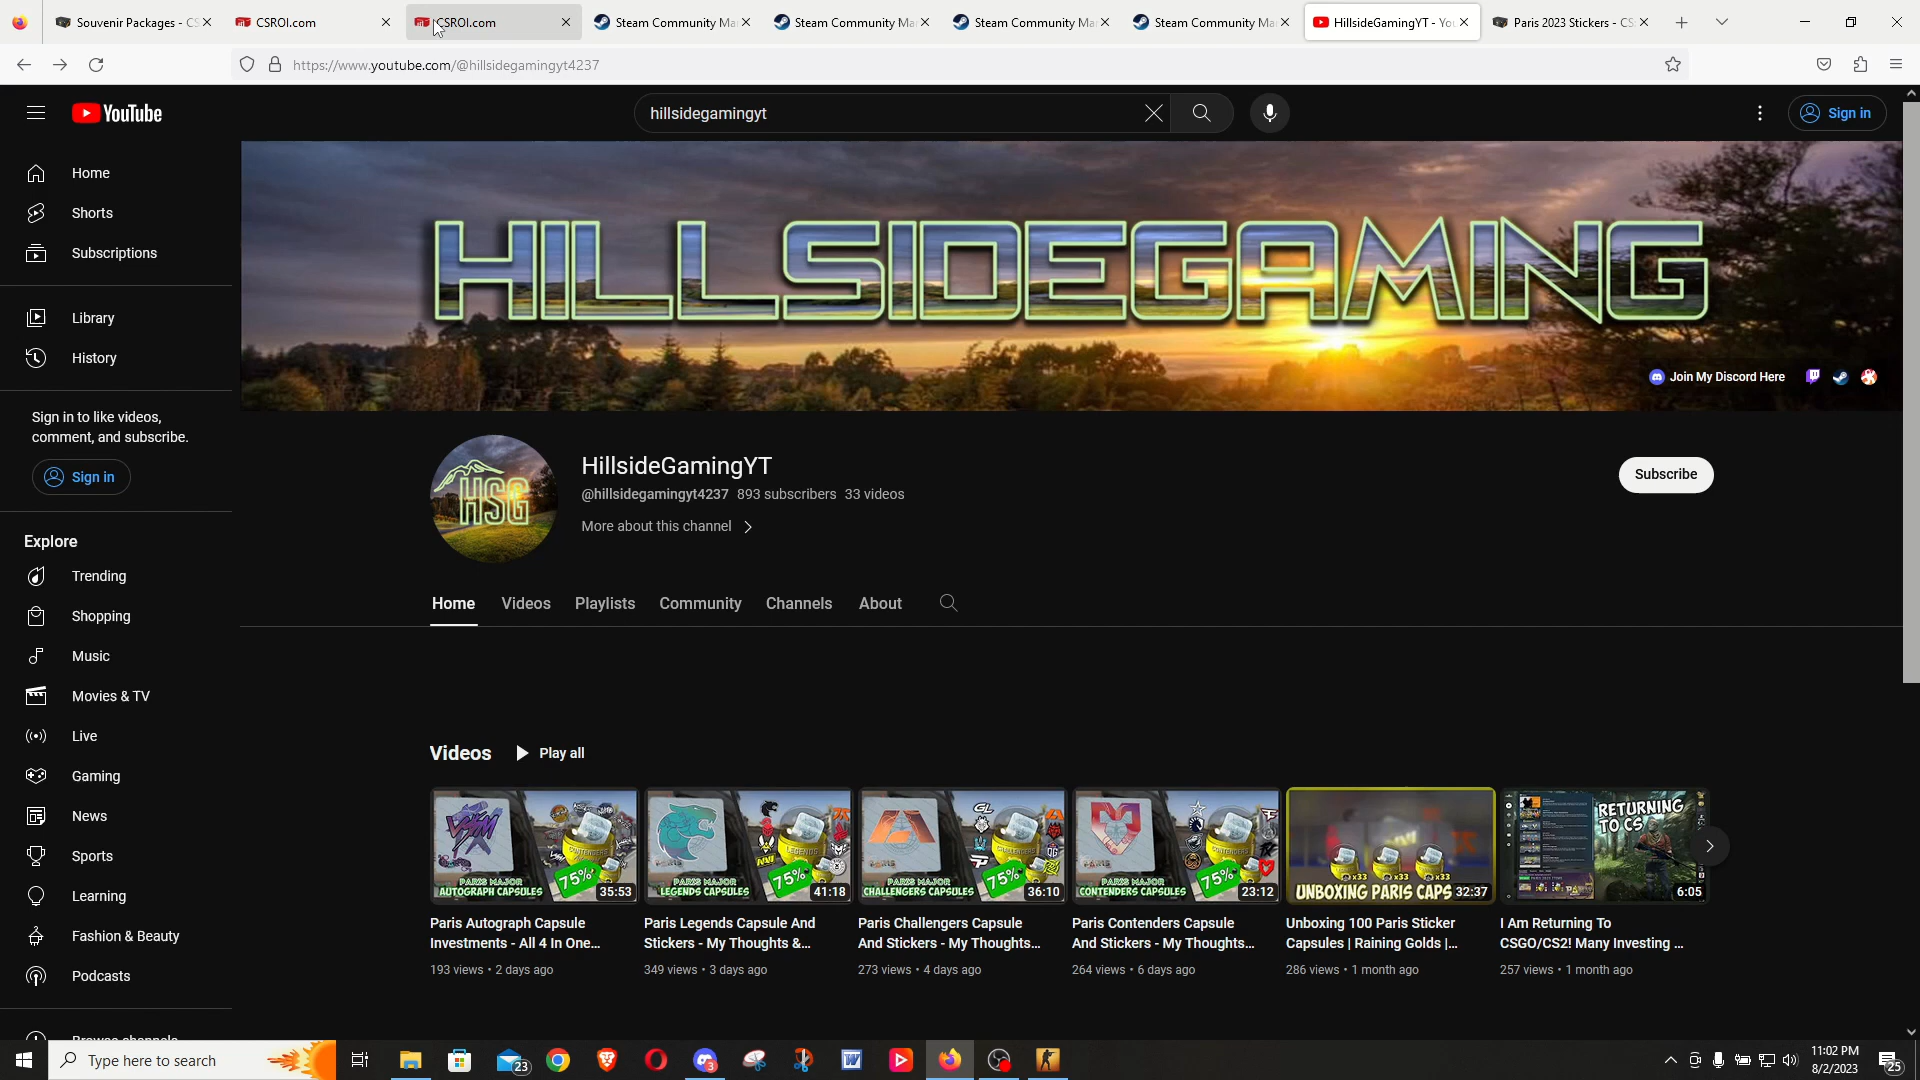 Souvenir Packages - CS
CSROI.com
CSROI.com
Steam Community Ma
Steam Community Ma
Steam Community Ma
Steam Community Ma
HillsideGamingYT - Yo
Paris 2023 Stickers - CS
https://www.youtube.com/@hillsidegamingyt4237
YouTube
hillsidegamingyt
Sign in
Home
Shorts
Subscriptions
Library
History
Sign in to like videos,
comment, and subscribe.
Sign in
Explore
Trending
Shopping
Music
Movies & TV
Live
Gaming
News
Sports
Learning
Fashion & Beauty
Podcasts
Browse channels
HILLSIDEGAMING
Join My Discord Here
HSG
HillsideGamingYT
@hillsidegamingyt4237 893 subscribers 33 videos
More about this channel
Subscribe
Home Videos Playlists Community Channels About
Videos Play all
PARIS MAJOR
AUTOGRAPH CAPSULES
75%
35:53
Paris Autograph Capsule
Investments - All 4 In One...
193 views • 2 days ago
PARIS MAJOR
LEGENDS CAPSULES
75%
41:18
Paris Legends Capsule And
Stickers - My Thoughts &...
349 views • 3 days ago
PARIS MAJOR
CHALLENGERS CAPSULES
75%
36:10
Paris Challengers Capsule
And Stickers - My Thoughts...
273 views • 4 days ago
PARIS MAJOR
CONTENDERS CAPSULES
75%
23:12
Paris Contenders Capsule
And Stickers - My Thoughts...
264 views • 6 days ago
x33 x33 x33
UNBOXING PARIS CAPS
32:37
Unboxing 100 Paris Sticker
Capsules | Raining Golds |...
286 views • 1 month ago
RETURNING
TO CS
6:05
I Am Returning To
CSGO/CS2! Many Investing ...
257 views • 1 month ago
Type here to search
23
3
11:02 PM
8/2/2023
25